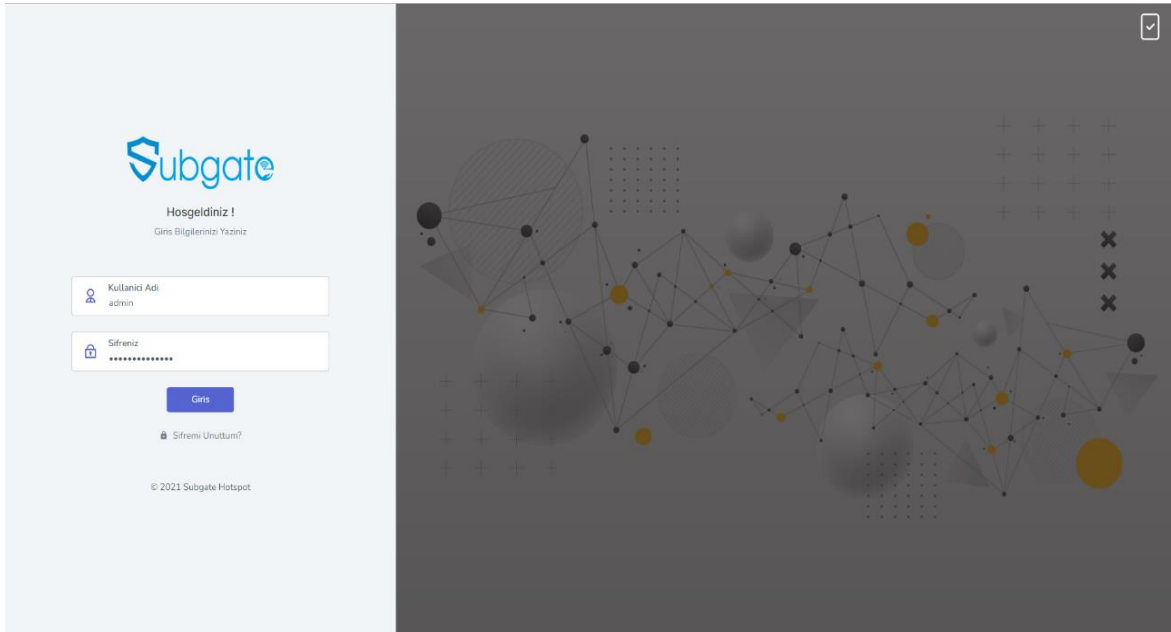 Subgate
Hosgeldiniz !
Giris Bilgilerinizi Yaziniz
Kullanici Adi
admin
Sifreniz
••••••••••••••
Giris
Sifremi Unuttum?
© 2021 Subgate Hotspot